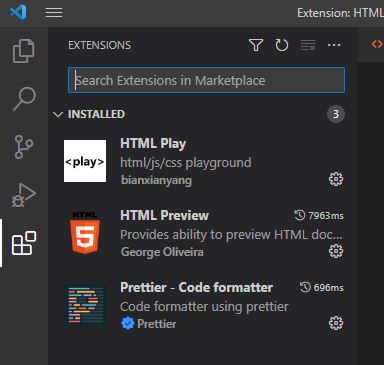 Extension: HTML
EXTENSIONS
Search Extensions in Marketplace
INSTALLED
3
<play>
HTML Play
html/js/css playground
bianxianyang
HTML
5
HTML Preview
7963ms
Provides ability to preview HTML doc...
George Oliveira
Prettier - Code formatter
696ms
Code formatter using prettier
Prettier